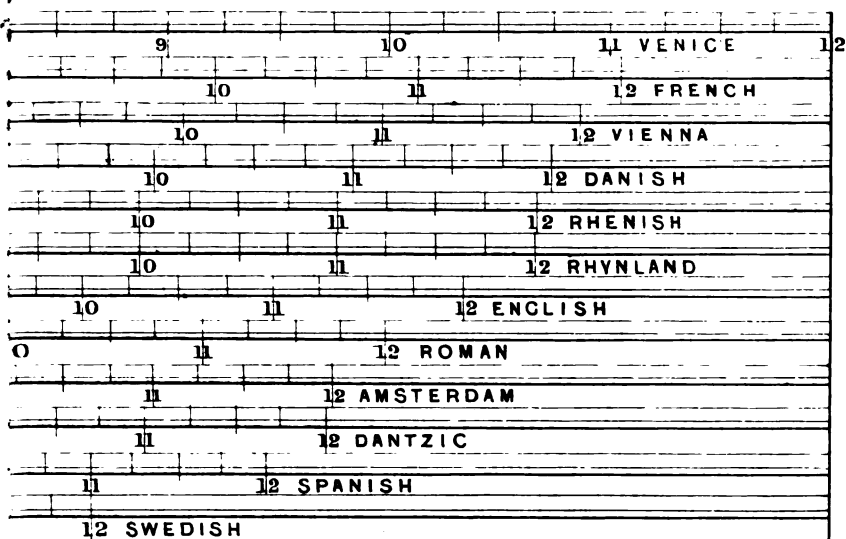 9 10 11 VENICE 12
10 11 12 FRENCH
10 11 12 VIENNA
10 11 12 DANISH
10 11 12 RHENISH
10 11 12 RHYNLAND
10 11 12 ENGLISH
0 11 12 ROMAN
11 12 AMSTERDAM
11 12 DANTZIC
11 12 SPANISH
12 SWEDISH